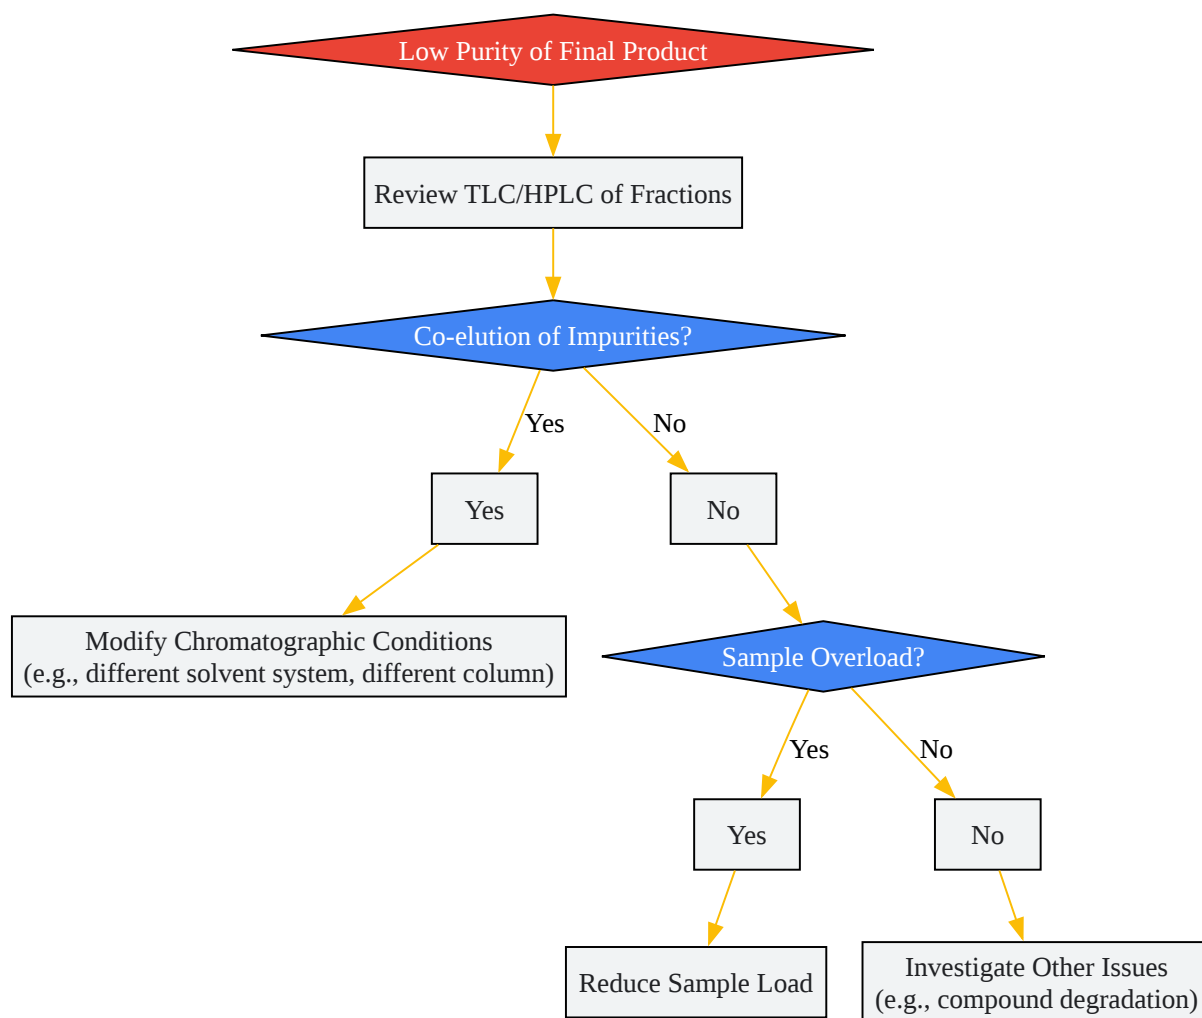 Low Purity of Final Product
Review TLC/HPLC of Fractions
Co-elution of Impurities?
Yes
No
Yes
No
Modify Chromatographic Conditions
(e.g., different solvent system, different column)
Sample Overload?
Yes
No
Yes
No
Reduce Sample Load
Investigate Other Issues
(e.g., compound degradation)